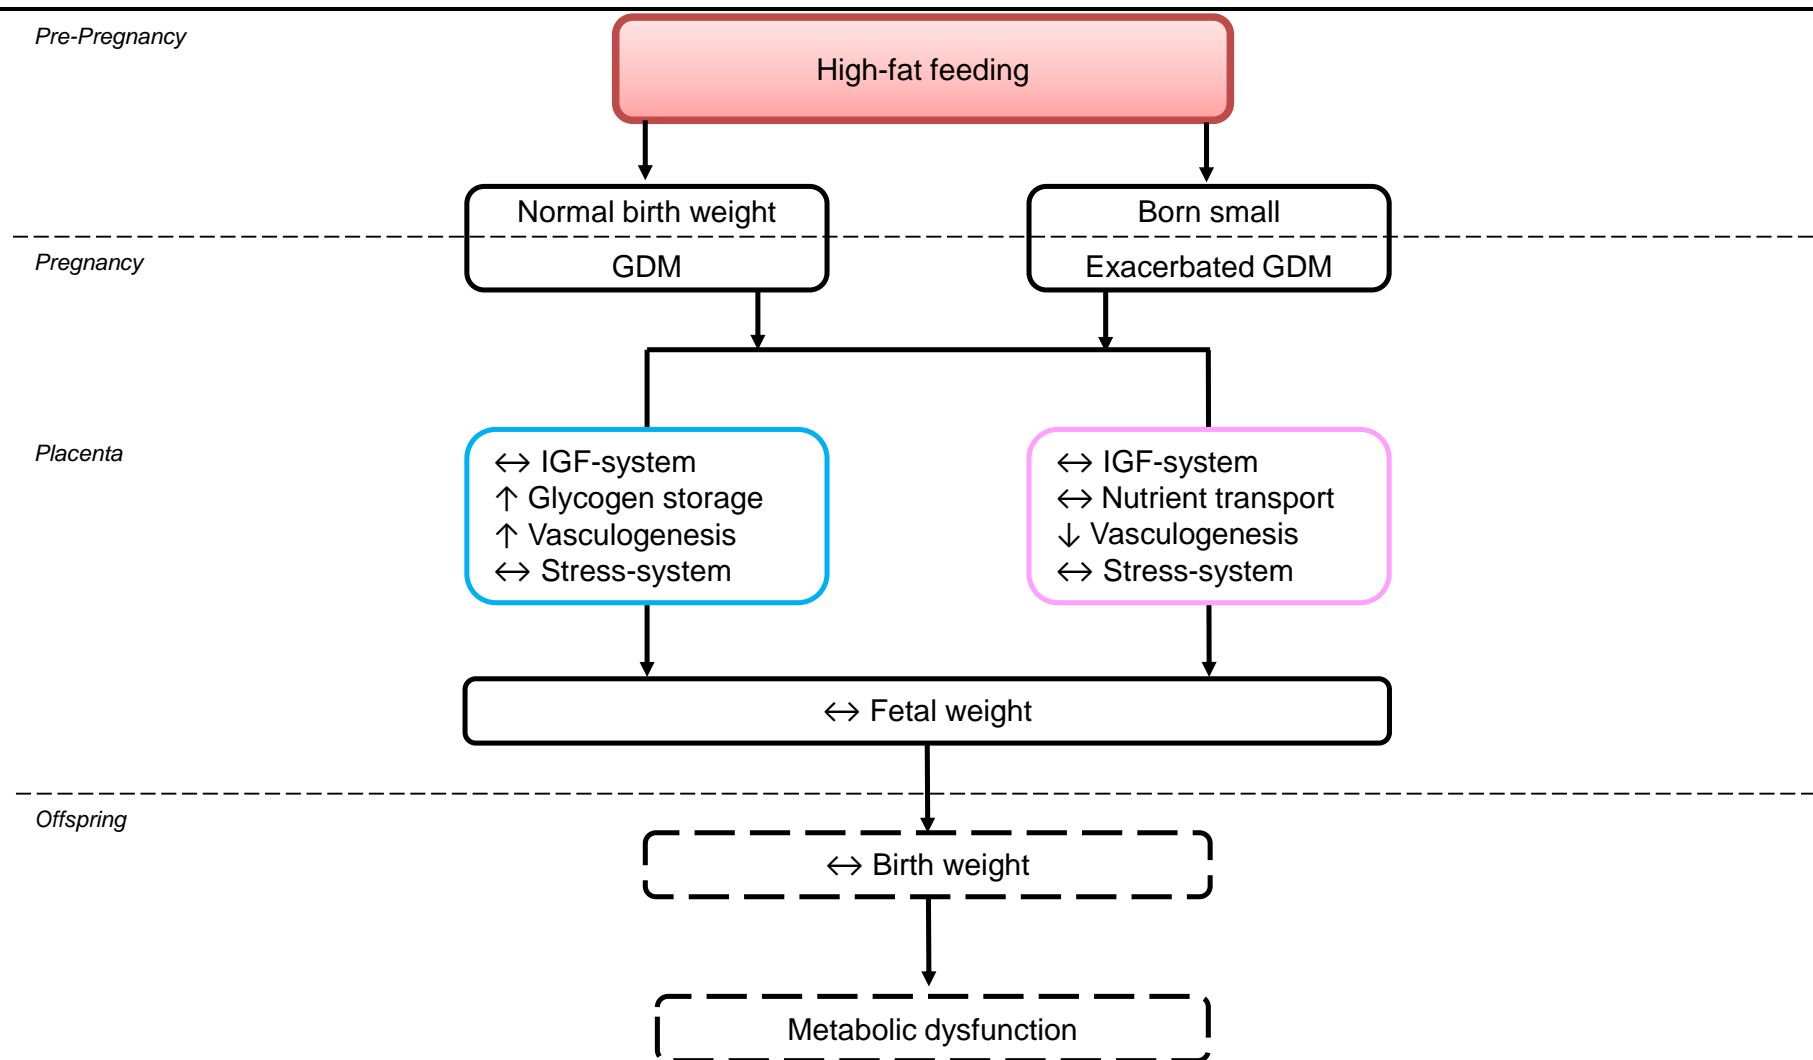 Pre-Pregnancy
High-fat feeding
Normal birth weight
Born small
Pregnancy
GDM
Exacerbated GDM
Placenta
↔ IGF-system
↑ Glycogen storage
↑ Vasculogenesis
↔ Stress-system
↔ IGF-system
↔ Nutrient transport
↓ Vasculogenesis
↔ Stress-system
↔ Fetal weight
Offspring
↔ Birth weight
Metabolic dysfunction